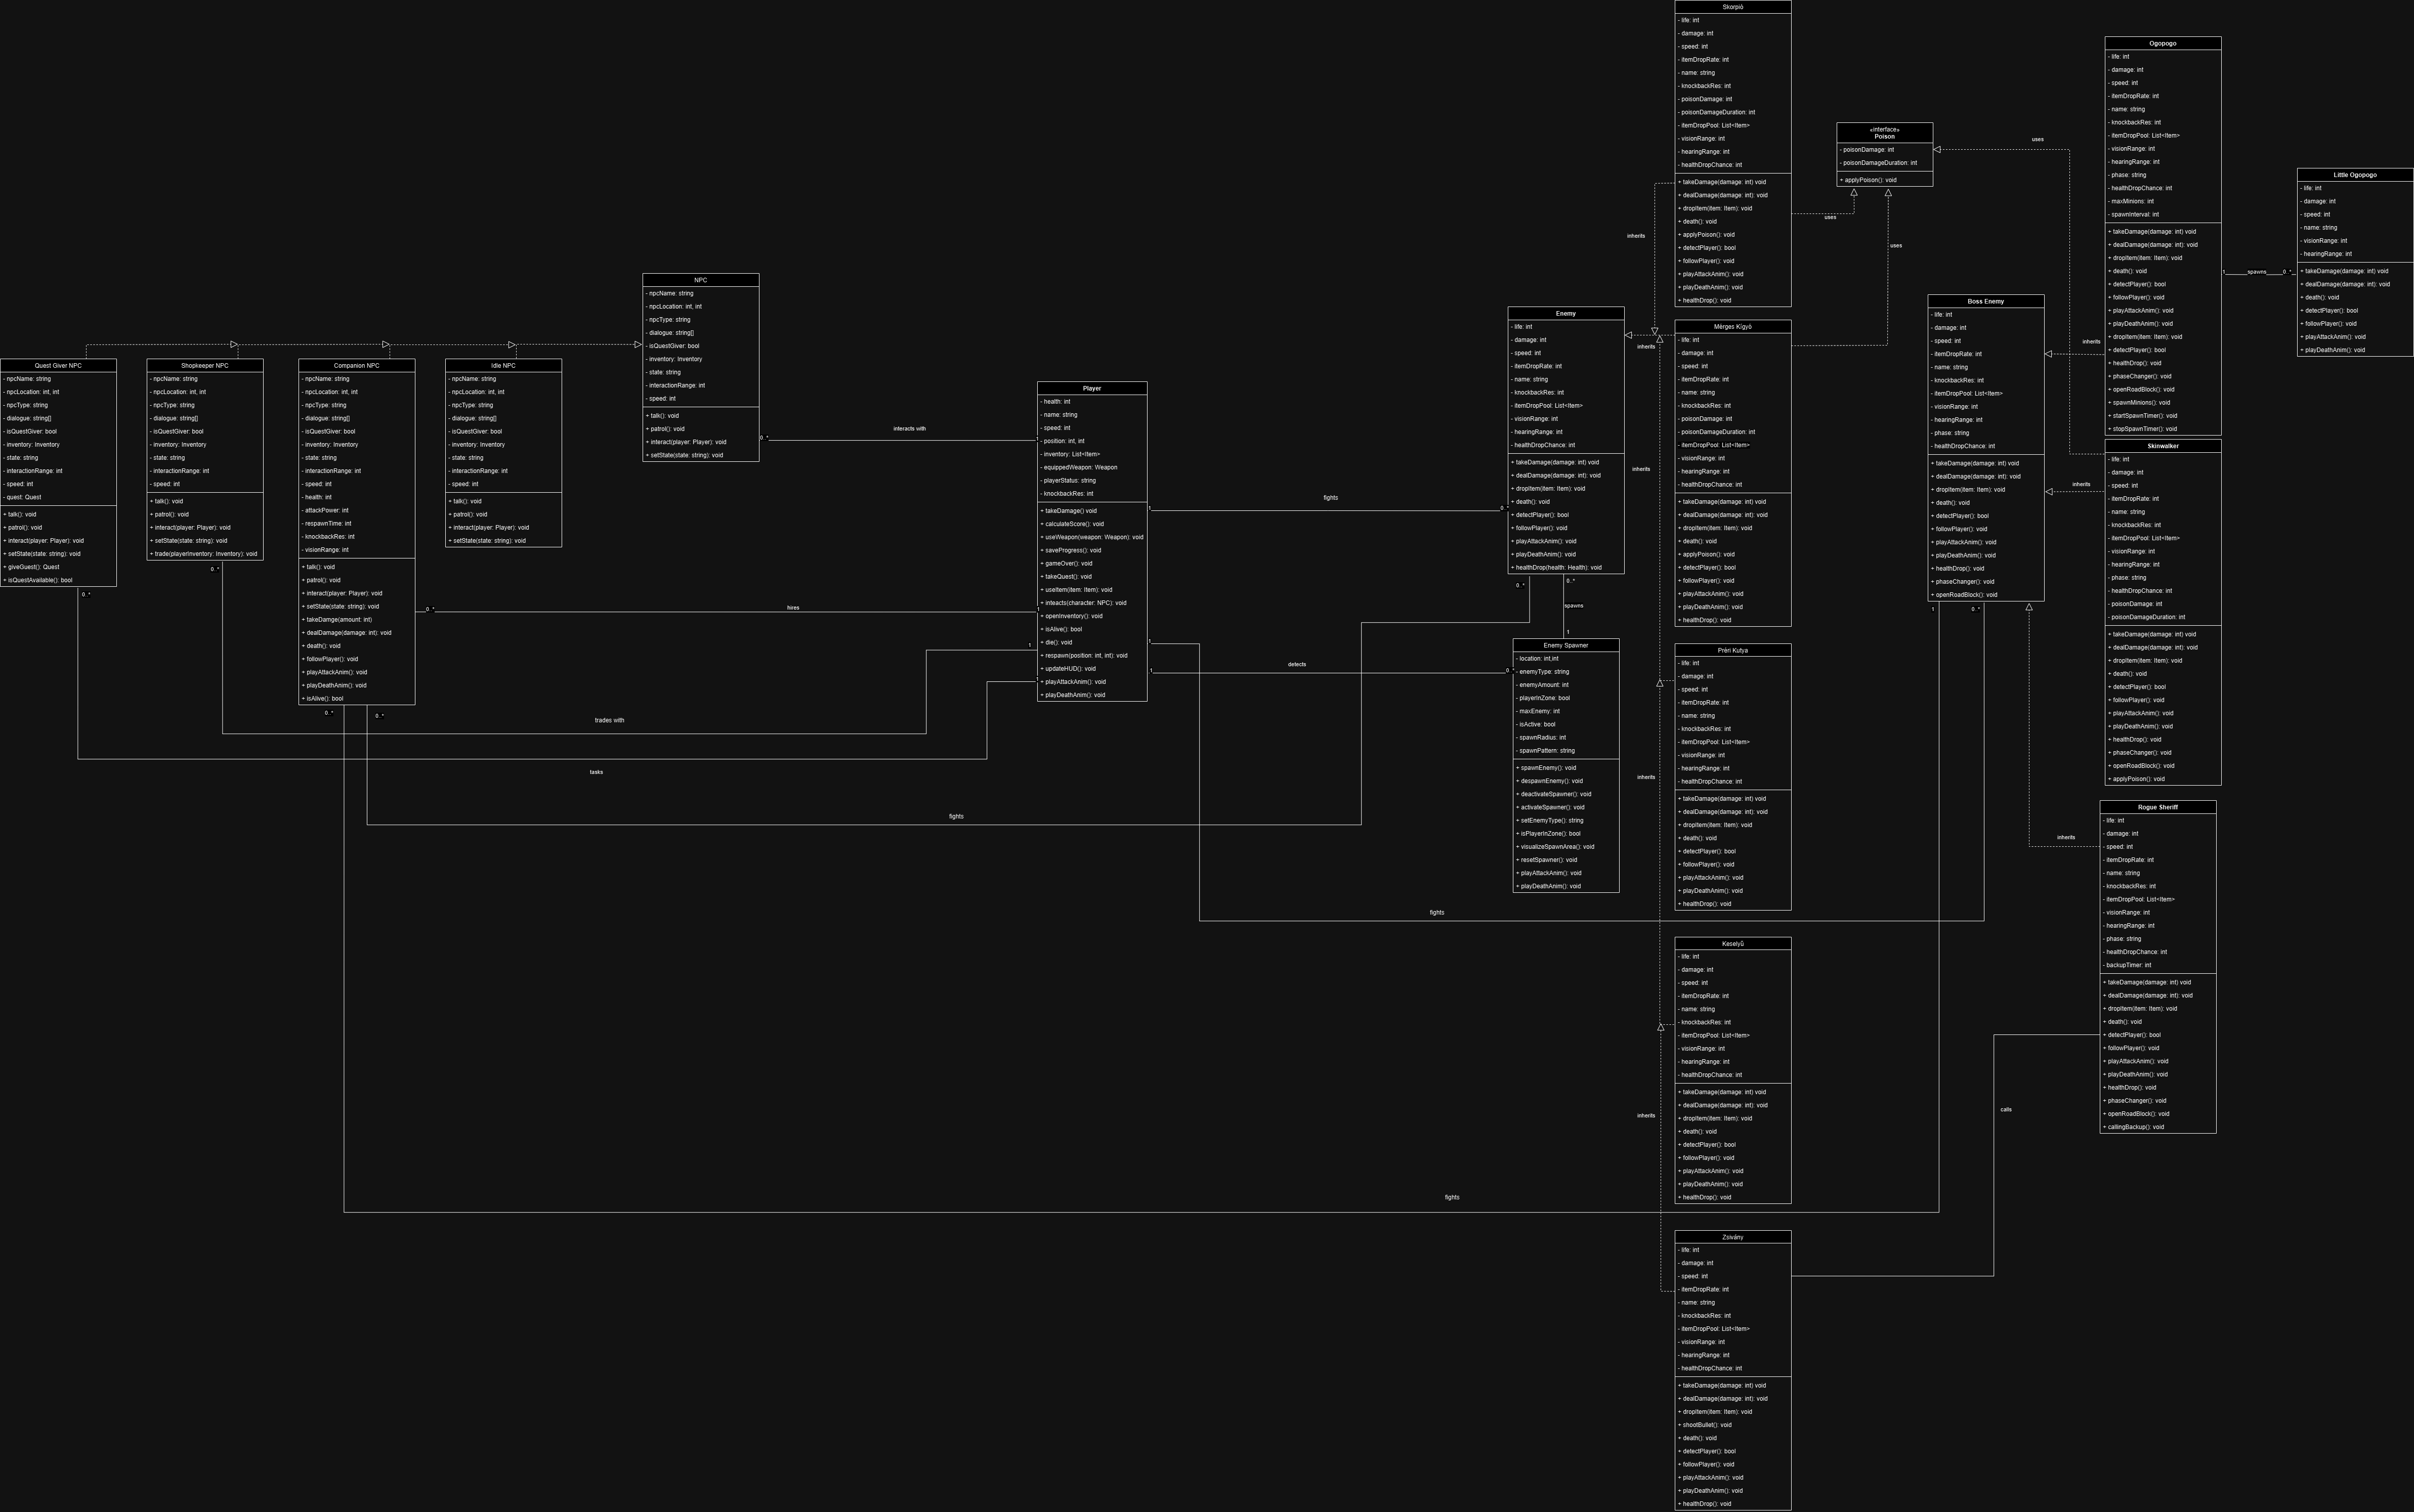 Quest Giver NPC
- npcName: string
- npcLocation: int, int
- npcType: string
- dialogue: string[]
- isQuestGiver: bool
- inventory: Inventory
- state: string
- interactionRange: int
- speed: int
- quest: Quest
+ talk(): void
+ patrol(): void
+ interact(player: Player): void
+ setState(state: string): void
+ giveGuest(): Quest
+ isQuestAvailable(): bool
0..*
Shopkeeper NPC
- npcName: string
- npcLocation: int, int
- npcType: string
- dialogue: string[]
- isQuestGiver: bool
- inventory: Inventory
- state: string
- interactionRange: int
- speed: int
+ talk(): void
+ patrol(): void
+ interact(player: Player): void
+ setState(state: string): void
+ trade(playerInventory: Inventory): void
0..*
Companion NPC
- npcName: string
- npcLocation: int, int
- npcType: string
- dialogue: string[]
- isQuestGiver: bool
- inventory: Inventory
- state: string
- interactionRange: int
- speed: int
- health: int
- attackPower: int
- respawnTime: int
- knockbackRes: int
- visionRange: int
+ talk(): void
+ patrol(): void
+ interact(player: Player): void
+ setState(state: string): void
+ takeDamge(amount: int)
+ dealDamage(damage: int): void
+ death(): void
+ followPlayer(): void
+ playAttackAnim(): void
+ playDeathAnim(): void
+ isAlive(): bool
0..*
0..*
0..*
Idle NPC
- npcName: string
- npcLocation: int, int
- npcType: string
- dialogue: string[]
- isQuestGiver: bool
- inventory: Inventory
- state: string
- interactionRange: int
- speed: int
+ talk(): void
+ patrol(): void
+ interact(player: Player): void
+ setState(state: string): void
NPC
- npcName: string
- npcLocation: int, int
- npcType: string
- dialogue: string[]
- isQuestGiver: bool
- inventory: Inventory
- state: string
- interactionRange: int
- speed: int
+ talk(): void
+ patrol(): void
+ interact(player: Player): void
+ setState(state: string): void
0..*
interacts with
1
hires
1
trades with
1
tasks
1
fights
Player
- health: int
- name: string
- speed: int
- position: int, int
- inventory: List<Item>
- equippedWeapon: Weapon
- playerStatus: string
- knockbackRes: int
+ takeDamage() void
+ calculateScore(): void
+ useWeapon(weapon: Weapon): void
+ saveProgress(): void
+ gameOver(): void
+ takeQuest(): void
+ useItem(item: Item): void
+ inteacts(character: NPC): void
+ openInventory(): void
+ isAlive(): bool
+ die(): void
+ respawn(position: int, int): void
+ updateHUD(): void
+ playAttackAnim(): void
+ playDeathAnim(): void
1
fights
0..*
1
1
detects
0..*
fights
fights
Enemy
- life: int
- damage: int
- speed: int
- itemDropRate: int
- name: string
- knockbackRes: int
- itemDropPool: List<Item>
- visionRange: int
- hearingRange: int
- healthDropChance: int
+ takeDamage(damage: int) void
+ dealDamage(damage: int): void
+ dropItem(item: Item): void
+ death(): void
+ detectPlayer(): bool
+ followPlayer(): void
+ playAttackAnim(): void
+ playDeathAnim(): void
+ healthDrop(health: Health): void
0..*
0..*
spawns
1
Enemy Spawner
- location: int,int
- enemyType: string
- enemyAmount: int
- playerInZone: bool
- maxEnemy: int
- isActive: bool
- spawnRadius: int
- spawnPattern: string
+ spawnEnemy(): void
+ despawnEnemy(): void
+ deactivateSpawner(): void
+ activateSpawner(): void
+ setEnemyType(): string
+ isPlayerInZone(): bool
+ visualizeSpawnArea(): void
+ resetSpawner(): void
+ playAttackAnim(): void
+ playDeathAnim(): void
inherits
inherits
inherits
inherits
inherits
Skorpió
- life: int
- damage: int
- speed: int
- itemDropRate: int
- name: string
- knockbackRes: int
- poisonDamage: int
- poisonDamageDuration: int
- itemDropPool: List<Item>
- visionRange: int
- hearingRange: int
- healthDropChance: int
+ takeDamage(damage: int) void
+ dealDamage(damage: int): void
+ dropItem(item: Item): void
+ death(): void
+ applyPoison(): void
+ detectPlayer(): bool
+ followPlayer(): void
+ playAttackAnim(): void
+ playDeathAnim(): void
+ healthDrop(): void
Mérges Kígyó
- life: int
- damage: int
- speed: int
- itemDropRate: int
- name: string
- knockbackRes: int
- poisonDamage: int
- poisonDamageDuration: int
- itemDropPool: List<Item>
- visionRange: int
- hearingRange: int
- healthDropChance: int
+ takeDamage(damage: int) void
+ dealDamage(damage: int): void
+ dropItem(item: Item): void
+ death(): void
+ applyPoison(): void
+ detectPlayer(): bool
+ followPlayer(): void
+ playAttackAnim(): void
+ playDeathAnim(): void
+ healthDrop(): void
Préri Kutya
- life: int
- damage: int
- speed: int
- itemDropRate: int
- name: string
- knockbackRes: int
- itemDropPool: List<Item>
- visionRange: int
- hearingRange: int
- healthDropChance: int
+ takeDamage(damage: int) void
+ dealDamage(damage: int): void
+ dropItem(item: Item): void
+ death(): void
+ detectPlayer(): bool
+ followPlayer(): void
+ playAttackAnim(): void
+ playDeathAnim(): void
+ healthDrop(): void
Keselyű
- life: int
- damage: int
- speed: int
- itemDropRate: int
- name: string
- knockbackRes: int
- itemDropPool: List<Item>
- visionRange: int
- hearingRange: int
- healthDropChance: int
+ takeDamage(damage: int) void
+ dealDamage(damage: int): void
+ dropItem(item: Item): void
+ death(): void
+ detectPlayer(): bool
+ followPlayer(): void
+ playAttackAnim(): void
+ playDeathAnim(): void
+ healthDrop(): void
Zsivány
- life: int
- damage: int
- speed: int
- itemDropRate: int
- name: string
- knockbackRes: int
- itemDropPool: List<Item>
- visionRange: int
- hearingRange: int
- healthDropChance: int
+ takeDamage(damage: int) void
+ dealDamage(damage: int): void
+ dropItem(item: Item): void
+ shootBullet(): void
+ death(): void
+ detectPlayer(): bool
+ followPlayer(): void
+ playAttackAnim(): void
+ playDeathAnim(): void
+ healthDrop(): void
uses
uses
uses
«interface»
Poison
- poisonDamage: int
- poisonDamageDuration: int
+ applyPoison(): void
Boss Enemy
- life: int
- damage: int
- speed: int
- itemDropRate: int
- name: string
- knockbackRes: int
- itemDropPool: List<Item>
- visionRange: int
- hearingRange: int
- phase: string
- healthDropChance: int
+ takeDamage(damage: int) void
+ dealDamage(damage: int): void
+ dropItem(item: Item): void
+ death(): void
+ detectPlayer(): bool
+ followPlayer(): void
+ playAttackAnim(): void
+ playDeathAnim(): void
+ healthDrop(): void
+ phaseChanger(): void
+ openRoadBlock(): void
1
0..*
inherits
inherits
inherits
calls
Ogopogo
- life: int
- damage: int
- speed: int
- itemDropRate: int
- name: string
- knockbackRes: int
- itemDropPool: List<Item>
- visionRange: int
- hearingRange: int
- phase: string
- healthDropChance: int
- maxMinions: int
- spawnInterval: int
+ takeDamage(damage: int) void
+ dealDamage(damage: int): void
+ dropItem(item: Item): void
+ death(): void
+ detectPlayer(): bool
+ followPlayer(): void
+ playAttackAnim(): void
+ playDeathAnim(): void
+ dropItem(item: Item): void
+ detectPlayer(): bool
+ healthDrop(): void
+ phaseChanger(): void
+ openRoadBlock(): void
+ spawnMinions(): void
+ startSpawnTimer(): void
+ stopSpawnTimer(): void
1
spawns
0..*
Little Ogopogo
- life: int
- damage: int
- speed: int
- name: string
- visionRange: int
- hearingRange: int
+ takeDamage(damage: int) void
+ dealDamage(damage: int): void
+ death(): void
+ detectPlayer(): bool
+ followPlayer(): void
+ playAttackAnim(): void
+ playDeathAnim(): void
Skinwalker
- life: int
- damage: int
- speed: int
- itemDropRate: int
- name: string
- knockbackRes: int
- itemDropPool: List<Item>
- visionRange: int
- hearingRange: int
- phase: string
- healthDropChance: int
- poisonDamage: int
- poisonDamageDuration: int
+ takeDamage(damage: int) void
+ dealDamage(damage: int): void
+ dropItem(item: Item): void
+ death(): void
+ detectPlayer(): bool
+ followPlayer(): void
+ playAttackAnim(): void
+ playDeathAnim(): void
+ healthDrop(): void
+ phaseChanger(): void
+ openRoadBlock(): void
+ applyPoison(): void
Rogue Sheriff
- life: int
- damage: int
- speed: int
- itemDropRate: int
- name: string
- knockbackRes: int
- itemDropPool: List<Item>
- visionRange: int
- hearingRange: int
- phase: string
- healthDropChance: int
- backupTimer: int
+ takeDamage(damage: int) void
+ dealDamage(damage: int): void
+ dropItem(item: Item): void
+ death(): void
+ detectPlayer(): bool
+ followPlayer(): void
+ playAttackAnim(): void
+ playDeathAnim(): void
+ healthDrop(): void
+ phaseChanger(): void
+ openRoadBlock(): void
+ callingBackup(): void